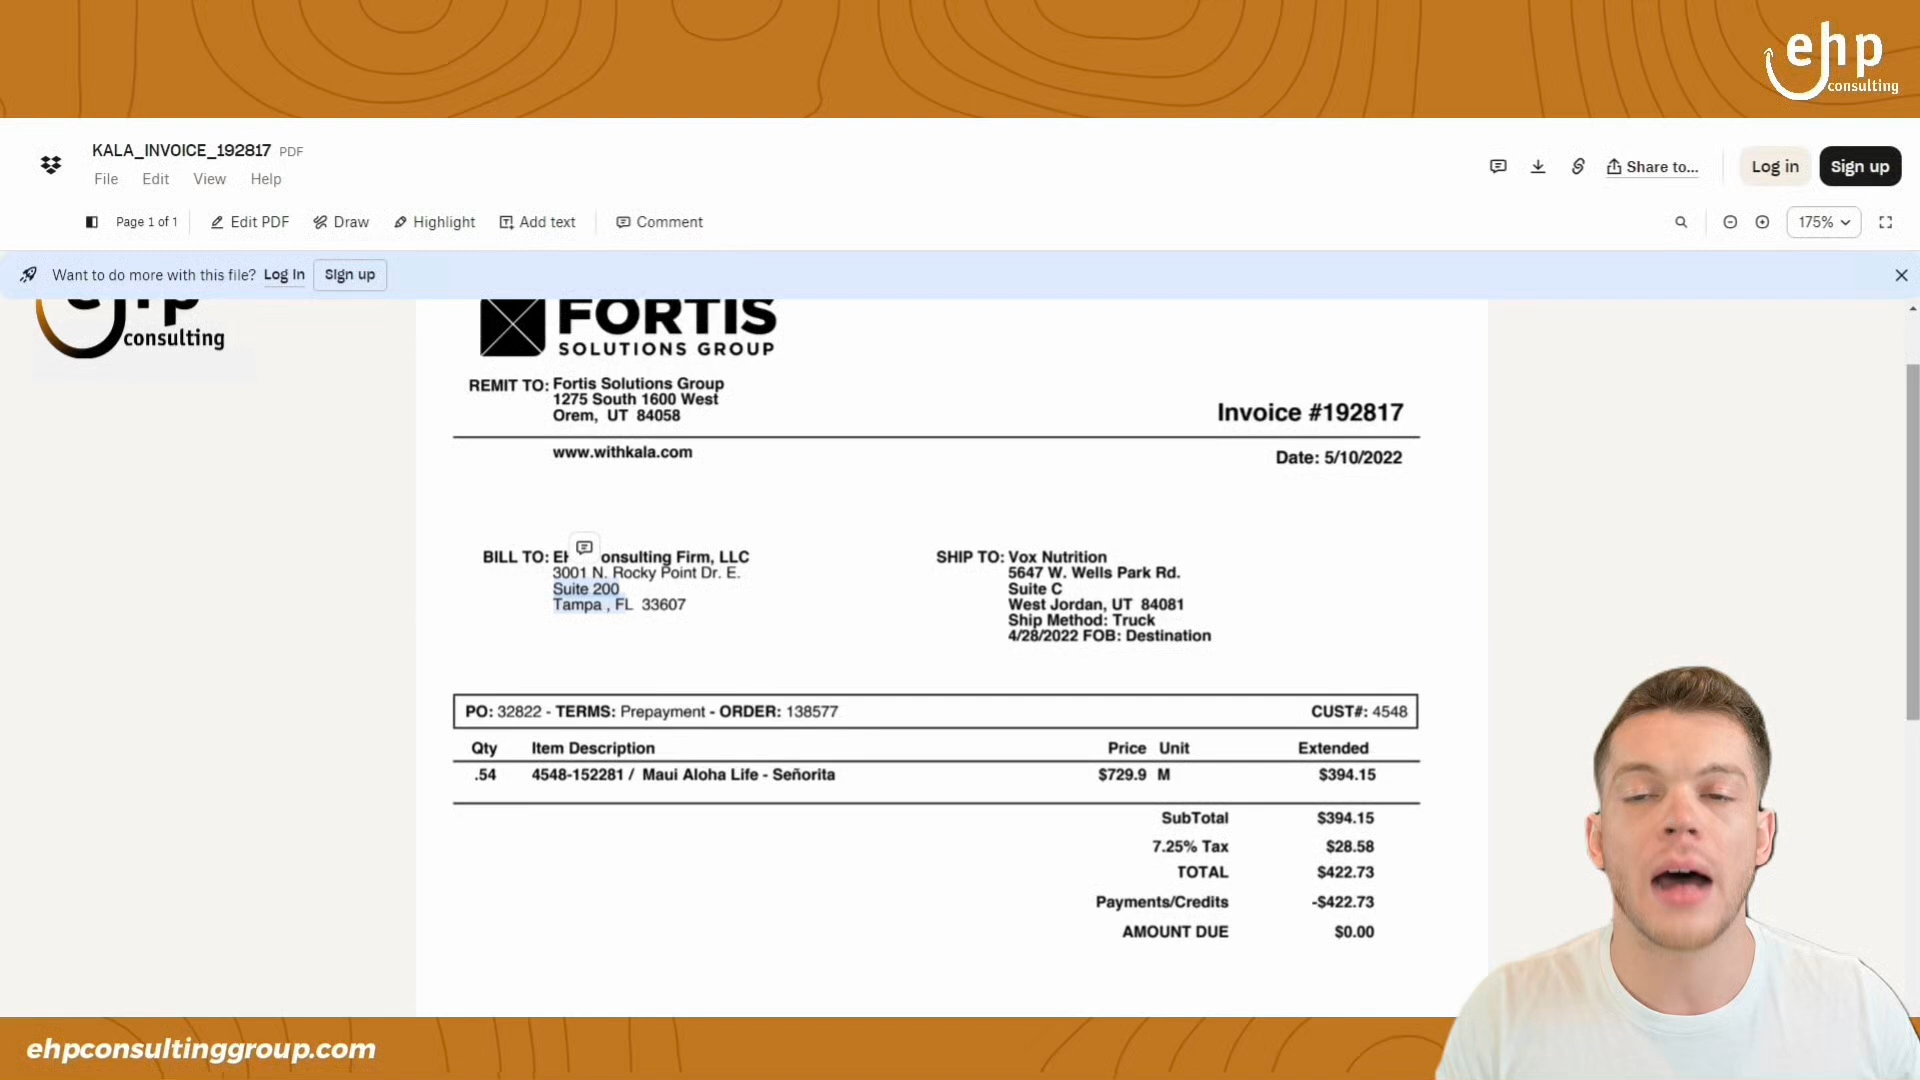 ehp
consulting
KALA_INVOICE_192817 PDF
File Edit View Help
Share to...
Log in
Sign up
Page 1 of 1
Edit PDF
Draw
Highlight
Add text
Comment
175%
Want to do more with this file? Log In Sign up
ehp
consulting
FORTIS
SOLUTIONS GROUP
REMIT TO: Fortis Solutions Group
1275 South 1600 West
Orem, UT 84058
Invoice #192817
www.withkala.com
Date: 5/10/2022
BILL TO: EH onsulting Firm, LLC
3001 N. Rocky Point Dr. E.
Suite 200
Tampa , FL 33607
SHIP TO: Vox Nutrition
5647 W. Wells Park Rd.
Suite C
West Jordan, UT 84081
Ship Method: Truck
4/28/2022 FOB: Destination
PO: 32822 - TERMS: Prepayment - ORDER: 138577 CUST#: 4548
Qty Item Description Price Unit Extended
.54 4548-152281 / Maui Aloha Life - Señorita $729.9 M $394.15
SubTotal $394.15
7.25% Tax $28.58
TOTAL $422.73
Payments/Credits -$422.73
AMOUNT DUE $0.00
ehpconsultinggroup.com